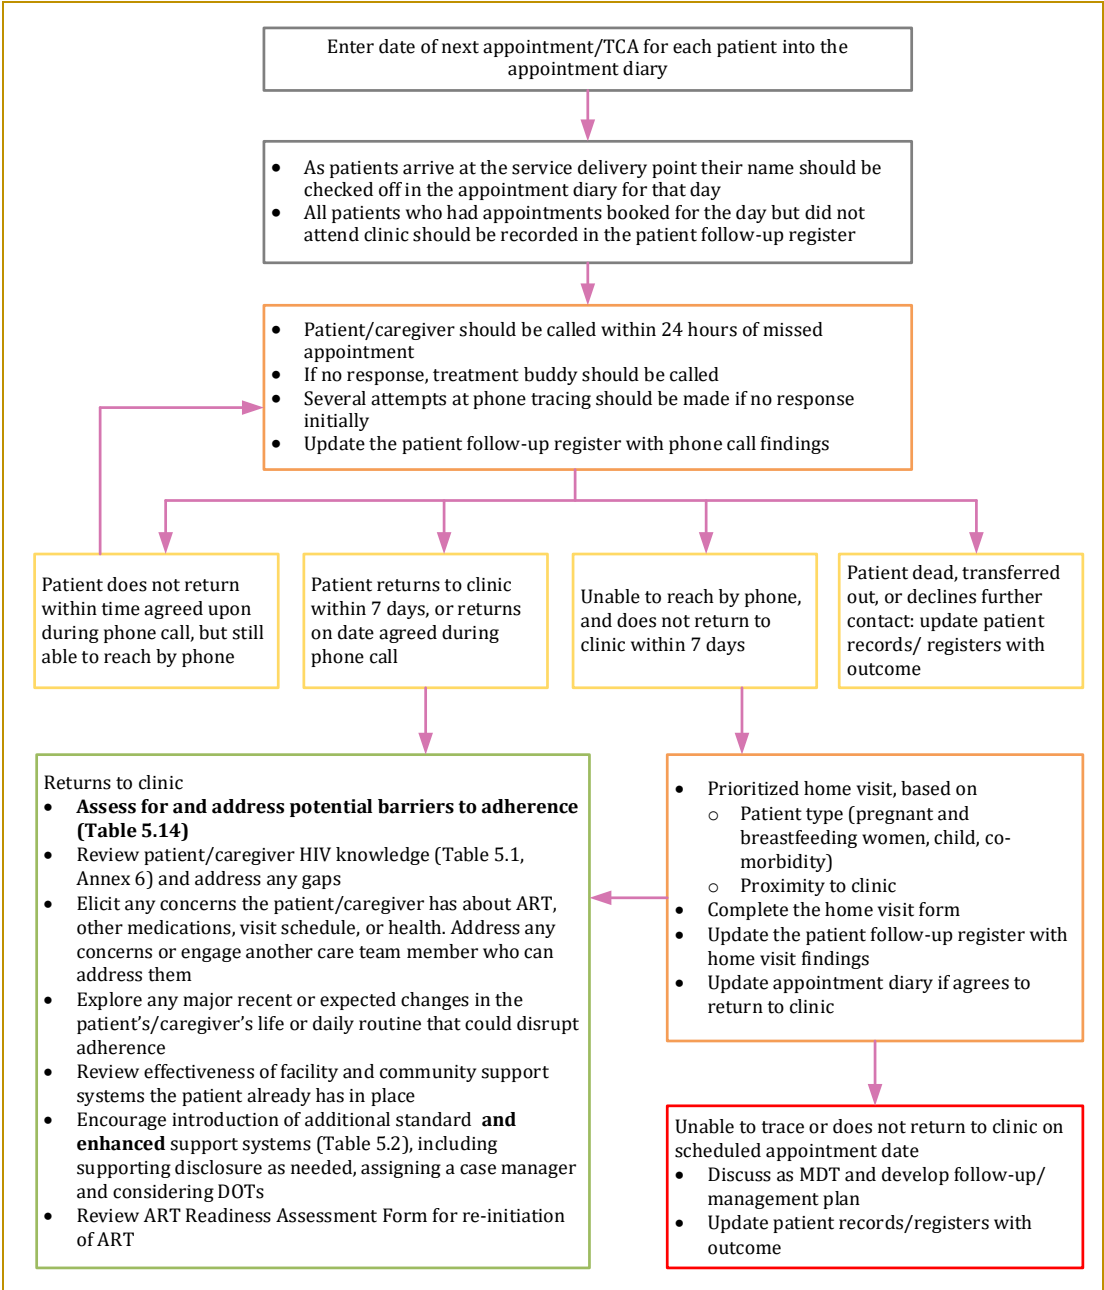 Enter date of next appointment/TCA for each patient into the
appointment diary
• As patients arrive at the service delivery point their name should be
checked off in the appointment diary for that day
• All patients who had appointments booked for the day but did not
attend clinic should be recorded in the patient follow-up register
• Patient/caregiver should be called within 24 hours of missed
appointment
• If no response, treatment buddy should be called
• Several attempts at phone tracing should be made if no response
initially
• Update the patient follow-up register with phone call findings
Patient does not return
within time agreed upon
during phone call, but still
able to reach by phone
Patient returns to clinic
within 7 days, or returns
on date agreed during
phone call
Unable to reach by phone,
and does not return to
clinic within 7 days
Patient dead, transferred
out, or declines further
contact: update patient
records/ registers with
outcome
Returns to clinic
• Assess for and address potential barriers to adherence
(Table 5.14)
• Review patient/caregiver HIV knowledge (Table 5.1,
Annex 6) and address any gaps
• Elicit any concerns the patient/caregiver has about ART,
other medications, visit schedule, or health. Address any
concerns or engage another care team member who can
address them
• Explore any major recent or expected changes in the
patient's/caregiver's life or daily routine that could disrupt
adherence
• Review effectiveness of facility and community support
systems the patient already has in place
• Encourage introduction of additional standard and
enhanced support systems (Table 5.2), including
supporting disclosure as needed, assigning a case manager
and considering DOTs
• Review ART Readiness Assessment Form for re-initiation
of ART
• Prioritized home visit, based on
o Patient type (pregnant and
breastfeeding women, child, co-
morbidity)
o Proximity to clinic
• Complete the home visit form
• Update the patient follow-up register with
home visit findings
• Update appointment diary if agrees to
return to clinic
Unable to trace or does not return to clinic on
scheduled appointment date
• Discuss as MDT and develop follow-up/
management plan
• Update patient records/registers with
outcome